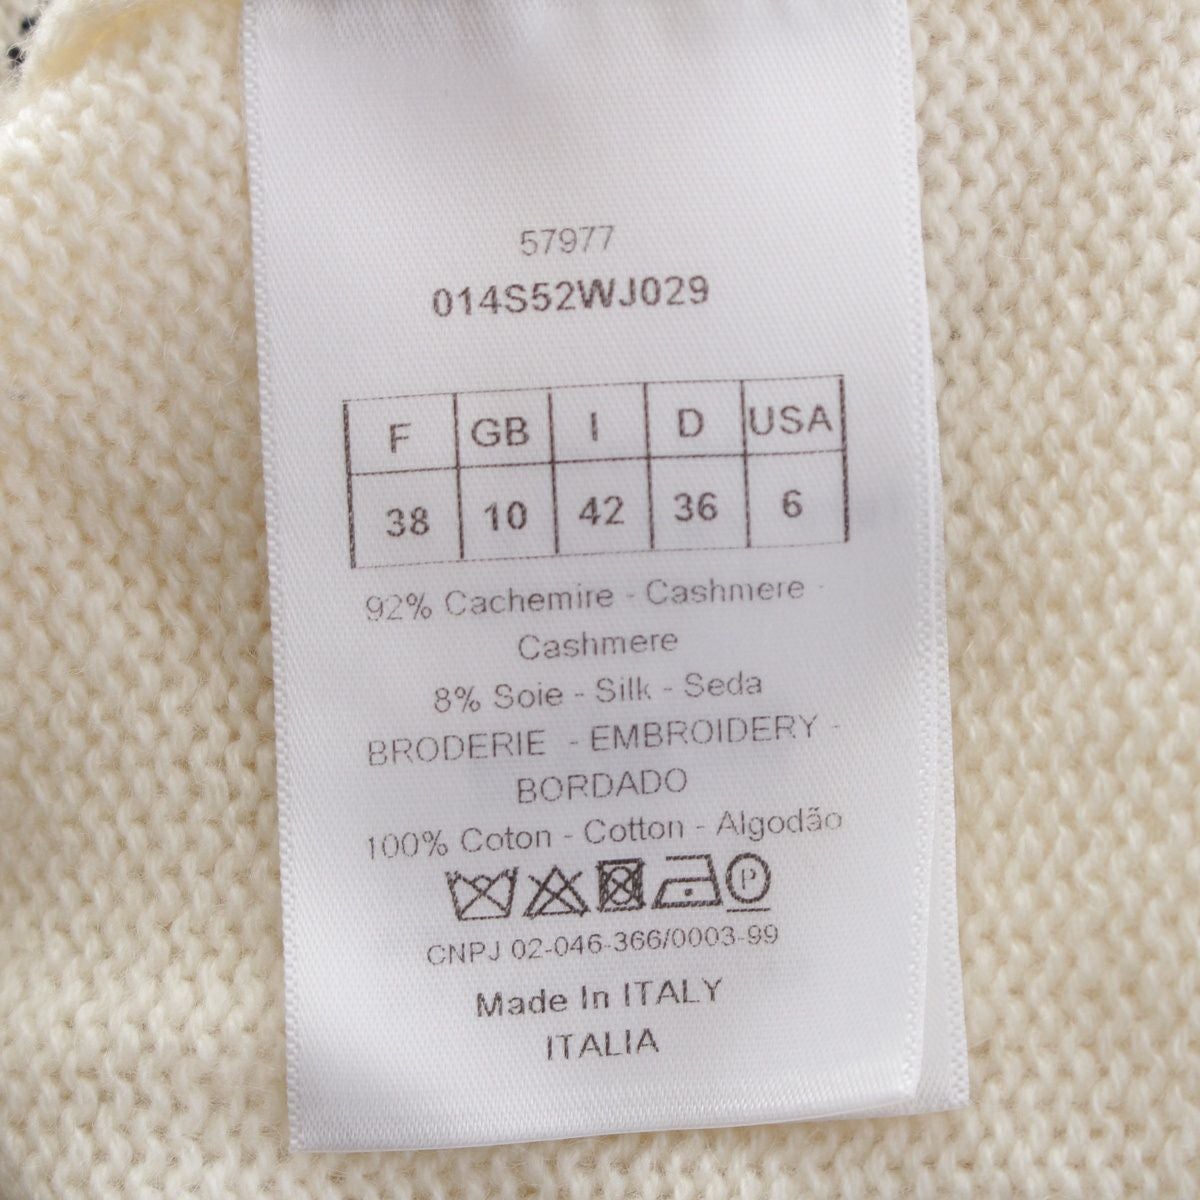 57977
014S52WJ029
F GB I D USA
38 10 42 36 6
92% Cachemire - Cashmere -
Cashmere
8% Soie - Silk - Seda
BRODERIE - EMBROIDERY -
BORDADO
100% Coton - Cotton - Algodão
P
CNPJ 02-046-366/0003-99
Made In ITALY
ITALIA